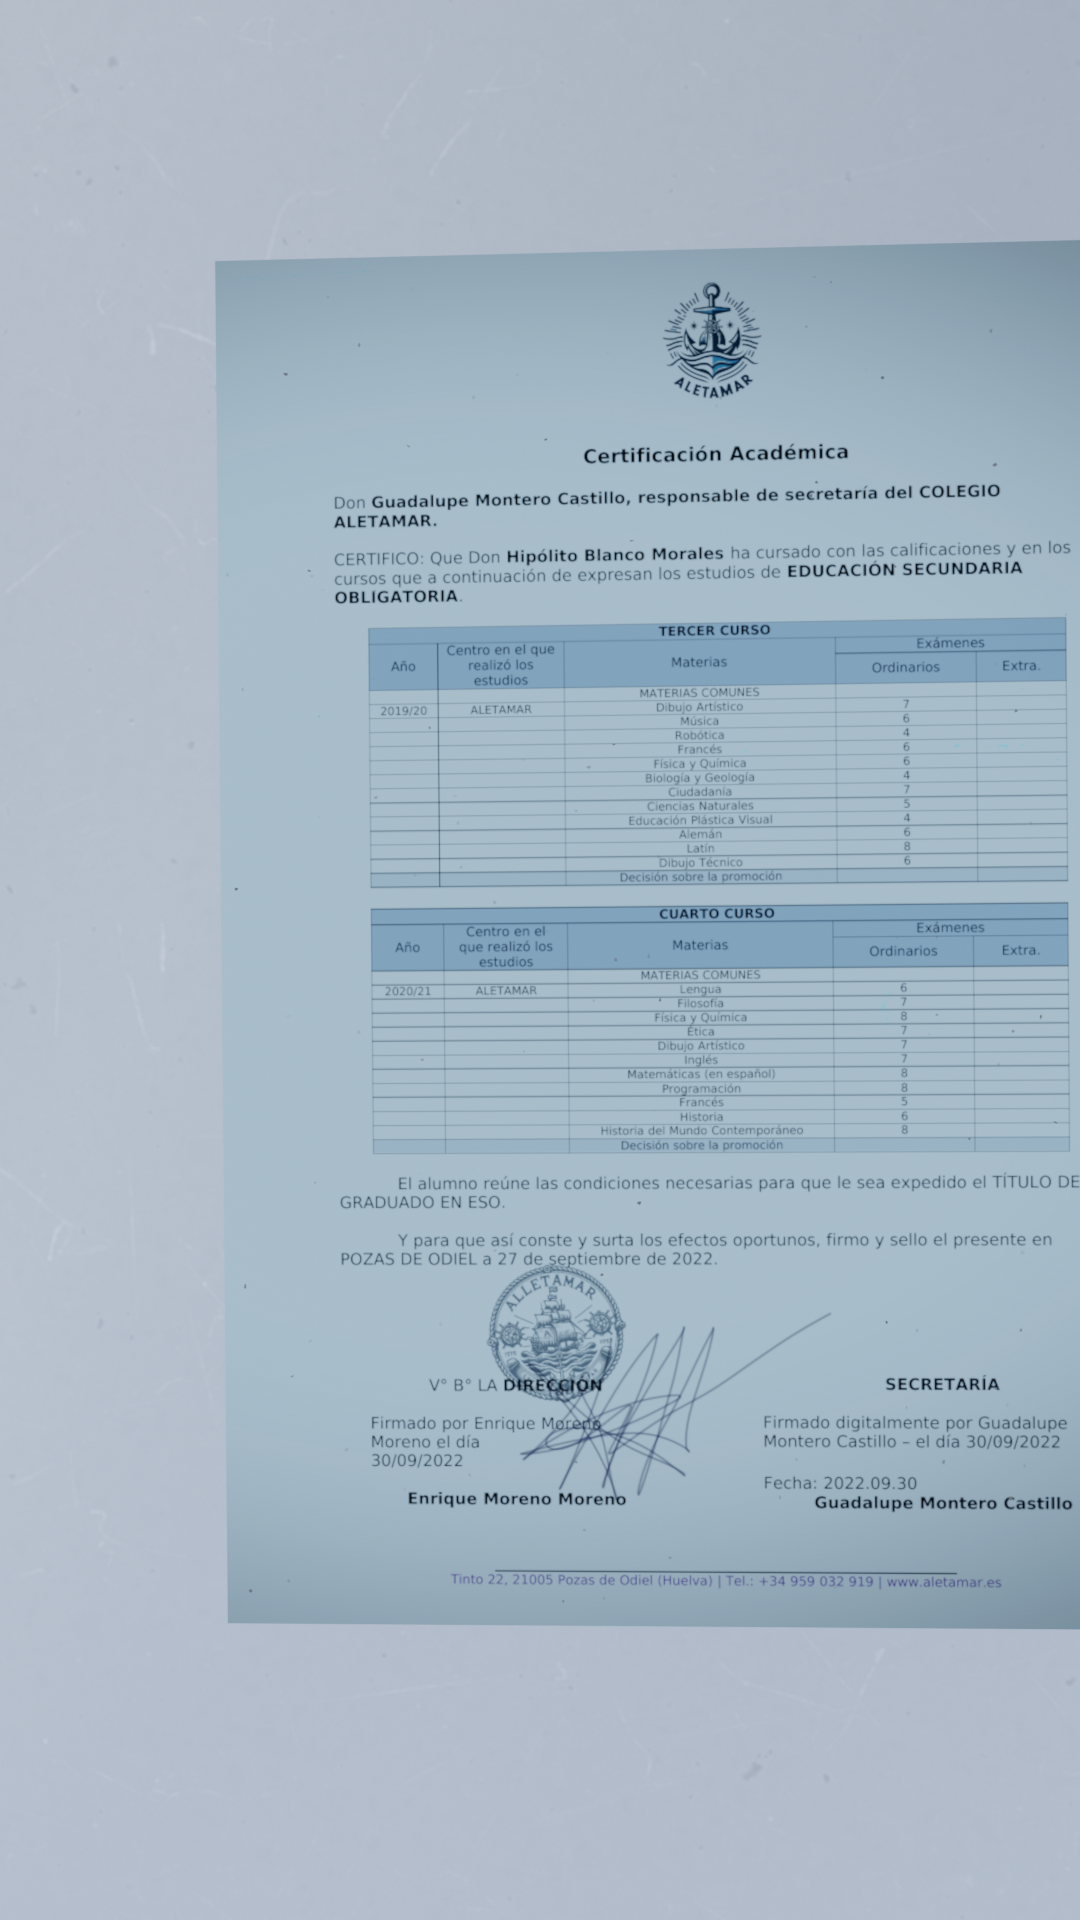 ALETAMAR
Certificación Académica
Don Guadalupe Montero Castillo, responsable de secretaría del COLEGIO
ALETAMAR.
CERTIFICO: Que Don Hipólito Blanco Morales ha cursado con las calificaciones y en los
cursos que a continuación de expresan los estudios de EDUCACIÓN SECUNDARIA
OBLIGATORIA.
TERCER CURSO
Año Centro en el que realizó los estudios Materias Exámenes
Ordinarios Extra.
MATERIAS COMUNES
2019/20 ALETAMAR Dibujo Artístico 7
Música 6
Robótica 4
Francés 6
Física y Química 6
Biología y Geología 4
Ciudadanía 7
Ciencias Naturales 5
Educación Plástica Visual 4
Alemán 6
Latín 8
Dibujo Técnico 6
Decisión sobre la promoción
CUARTO CURSO
Año Centro en el que realizó los estudios Materias Exámenes
Ordinarios Extra.
MATERIAS COMUNES
2020/21 ALETAMAR Lengua 6
Filosofía 7
Física y Química 8
Ética 7
Dibujo Artístico 7
Inglés 7
Matemáticas (en español) 8
Programación 8
Francés 5
Historia 6
Historia del Mundo Contemporáneo 8
Decisión sobre la promoción
El alumno reúne las condiciones necesarias para que le sea expedido el TÍTULO DE
GRADUADO EN ESO.
Y para que así conste y surta los efectos oportunos, firmo y sello el presente en
POZAS DE ODIEL a 27 de septiembre de 2022.
ALLETAMAR
V° B° LA DIRECCIÓN
Firmado por Enrique Moreno
Moreno el día
30/09/2022
Enrique Moreno Moreno
SECRETARÍA
Firmado digitalmente por Guadalupe
Montero Castillo – el día 30/09/2022
Fecha: 2022.09.30
Guadalupe Montero Castillo
Tinto 22, 21005 Pozas de Odiel (Huelva) | Tel.: +34 959 032 919 | www.aletamar.es